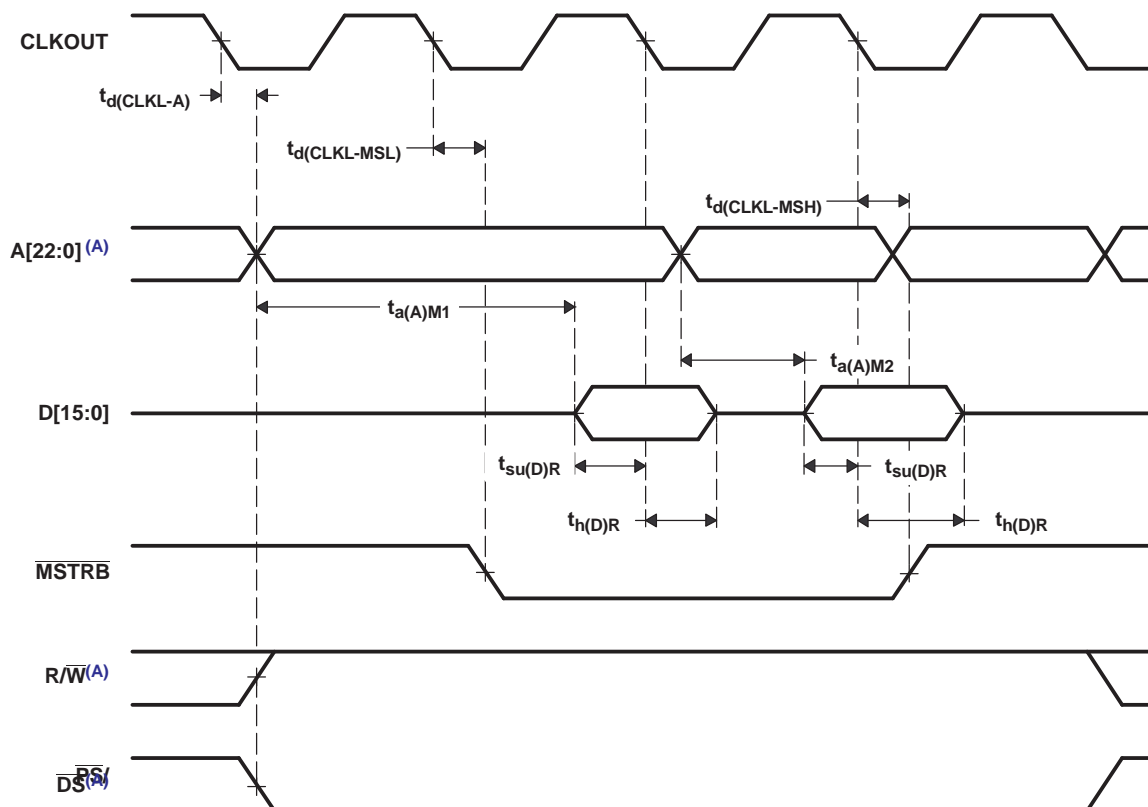 CLKOUT
td(CLKL-A)
td(CLKL-MSL)
td(CLKL-MSH)
A[22:0] (A)
ta(A)M1
ta(A)M2
D[15:0]
tsu(D)R
tsu(D)R
th(D)R
th(D)R
MSTRB
R/W(A)
PS/
DS(A)